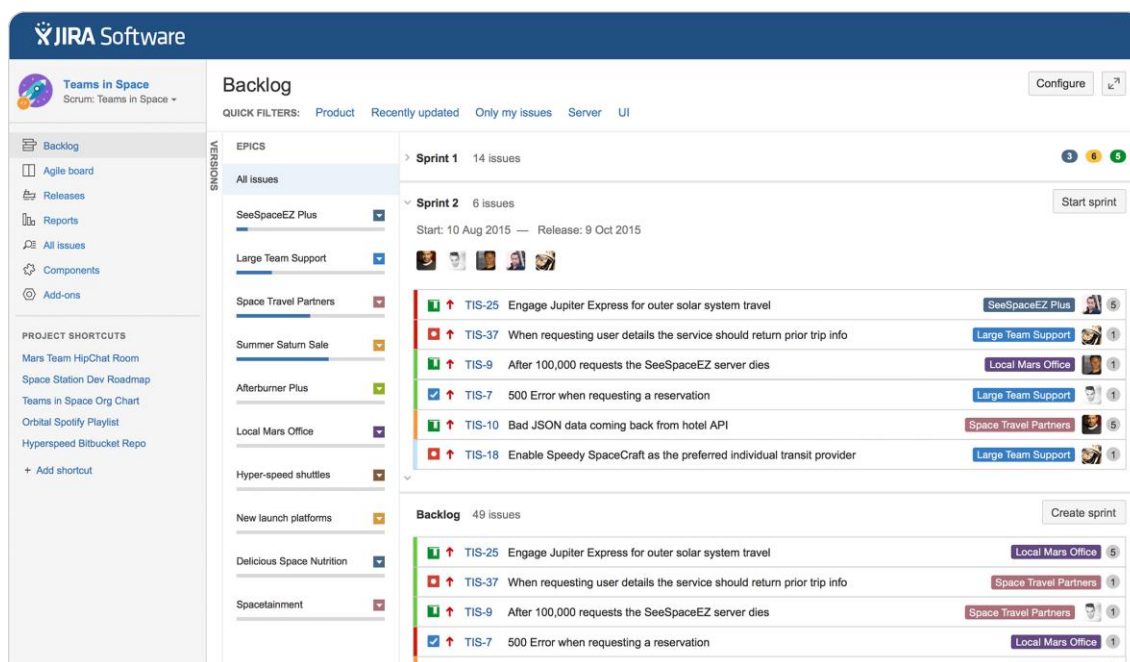 JIRA Software
Teams in Space
Scrum: Teams in Space
Backlog
Agile board
Releases
Reports
All issues
Components
Add-ons
PROJECT SHORTCUTS
Mars Team HipChat Room
Space Station Dev Roadmap
Teams in Space Org Chart
Orbital Spotify Playlist
Hyperspeed Bitbucket Repo
+ Add shortcut
Backlog
Configure
QUICK FILTERS: Product Recently updated Only my issues Server UI
VERSIONS
EPICS
All issues
SeeSpaceEZ Plus
Large Team Support
Space Travel Partners
Summer Saturn Sale
Afterburner Plus
Local Mars Office
Hyper-speed shuttles
New launch platforms
Delicious Space Nutrition
Spacetainment
Sprint 1 14 issues 3 6 5
Sprint 2 6 issues Start sprint
Start: 10 Aug 2015 — Release: 9 Oct 2015
TIS-25 Engage Jupiter Express for outer solar system travel SeeSpaceEZ Plus 5
TIS-37 When requesting user details the service should return prior trip info Large Team Support 1
TIS-9 After 100,000 requests the SeeSpaceEZ server dies Local Mars Office 1
TIS-7 500 Error when requesting a reservation Large Team Support 1
TIS-10 Bad JSON data coming back from hotel API Space Travel Partners 5
TIS-18 Enable Speedy SpaceCraft as the preferred individual transit provider Large Team Support 1
Backlog 49 issues Create sprint
TIS-25 Engage Jupiter Express for outer solar system travel Local Mars Office 5
TIS-37 When requesting user details the service should return prior trip info Space Travel Partners 1
TIS-9 After 100,000 requests the SeeSpaceEZ server dies Space Travel Partners 1
TIS-7 500 Error when requesting a reservation Local Mars Office 1